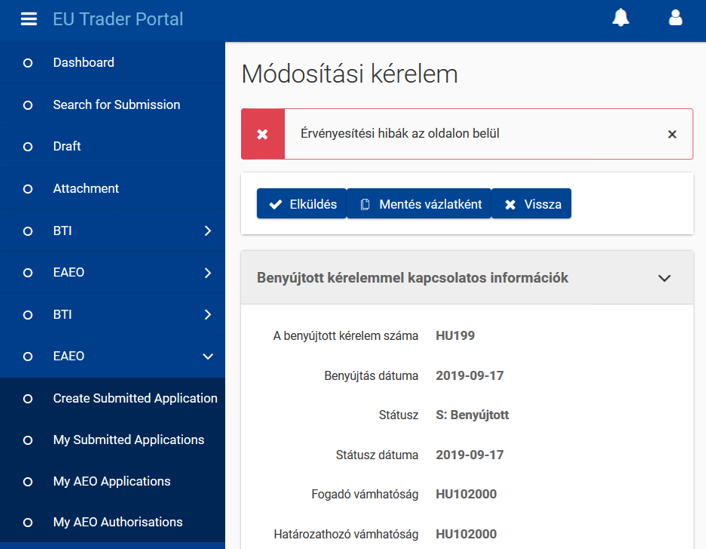 EU Trader Portal
Dashboard
Search for Submission
Draft
Attachment
BTI
EAEO
BTI
EAEO
Create Submitted Application
My Submitted Applications
My AEO Applications
My AEO Authorisations
Módosítási kérelem
Érvényesítési hibák az oldalon belül
Elküldés Mentés vázlatként Vissza
Benyújtott kérelemmel kapcsolatos információk
A benyújtott kérelem száma HU199
Benyújtás dátuma 2019-09-17
Státusz S: Benyújtott
Státusz dátuma 2019-09-17
Fogadó vámhatóság HU102000
Határozathozó vámhatóság HU102000